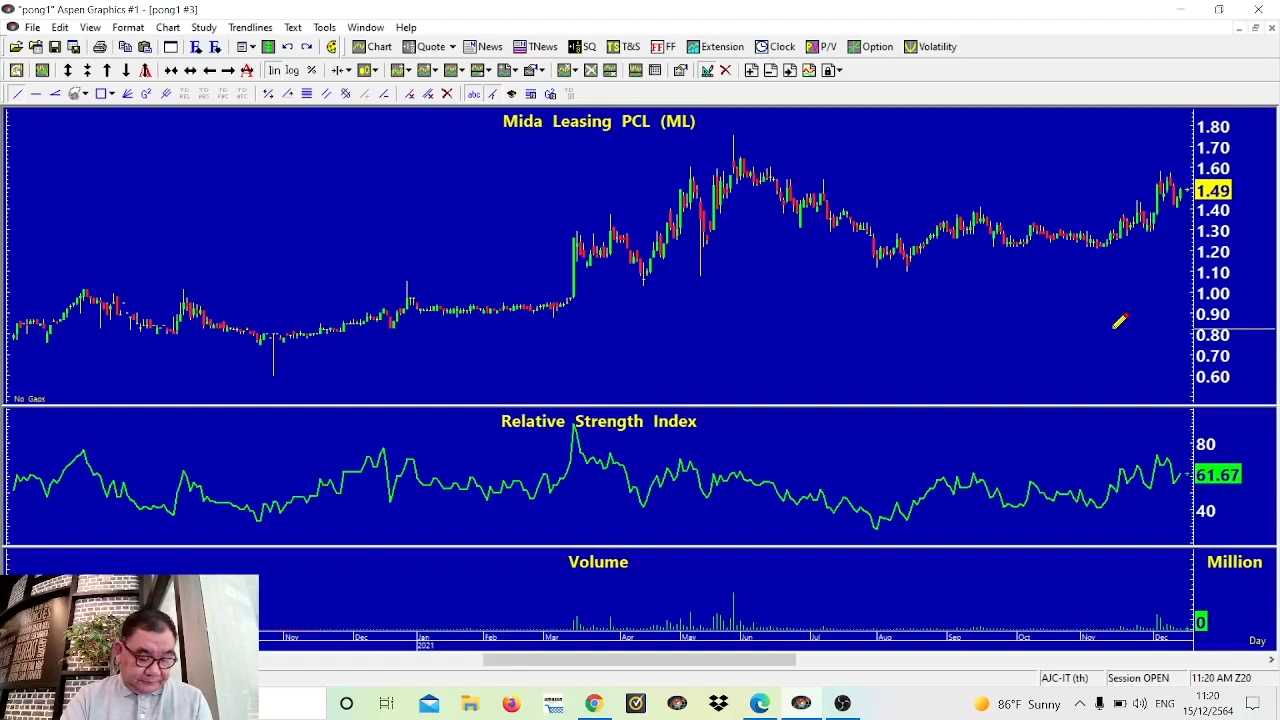 "pong1" Aspen Graphics #1 - [pong1 #3]
File Edit View Format Chart Study Trendlines Text Tools Window Help
Chart Quote News TNews SQ TS T&S FF FF Extension Clock P/V Option Volatility
lin log %
abc
Mida Leasing PCL (ML)
1.80
1.70
1.60
1.49
1.40
1.30
1.20
1.10
1.00
0.90
0.80
0.70
0.60
No Gaps
Relative Strength Index
80
61.67
40
Volume
Million
0
Nov Dec Jan Feb Mar Apr May Jun Jul Aug Sep Oct Nov Dec
2021
Day
AJC-IT (th) Session OPEN 11:20 AM Z20
amazon
86°F Sunny ENG 11:20
15/12/2564